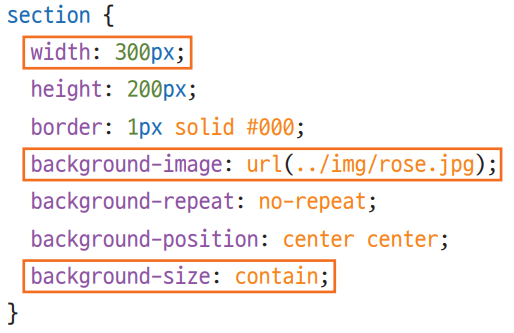 section {
width: 300px;
height: 200px;
border: 1px solid #000;
background-image: url(../img/rose.jpg);
background-repeat: no-repeat;
background-position: center center;
background-size: contain;
}